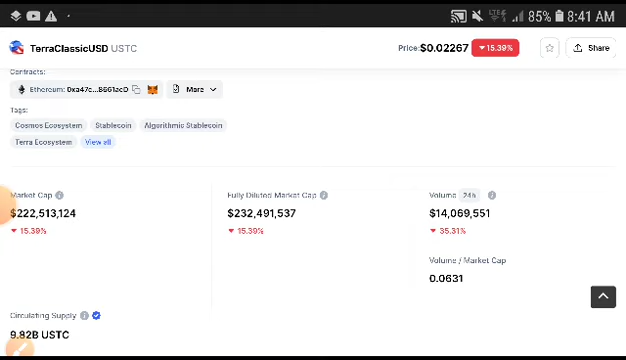 LTE 85% 8:41 AM
TerraClassicUSD USTC Price:$0.02267 ▼15.39% Share
Contracts:
Ethereum: 0xa47c...8661acD More
Tags:
Cosmos Ecosystem Stablecoin Algorithmic Stablecoin
Terra Ecosystem View all
Market Cap Fully Diluted Market Cap Volume 24h
$222,513,124 $232,491,537 $14,069,551
▼ 15.39% ▼ 15.39% ▼ 35.31%
Volume / Market Cap
0.0631
Circulating Supply
9.82B USTC